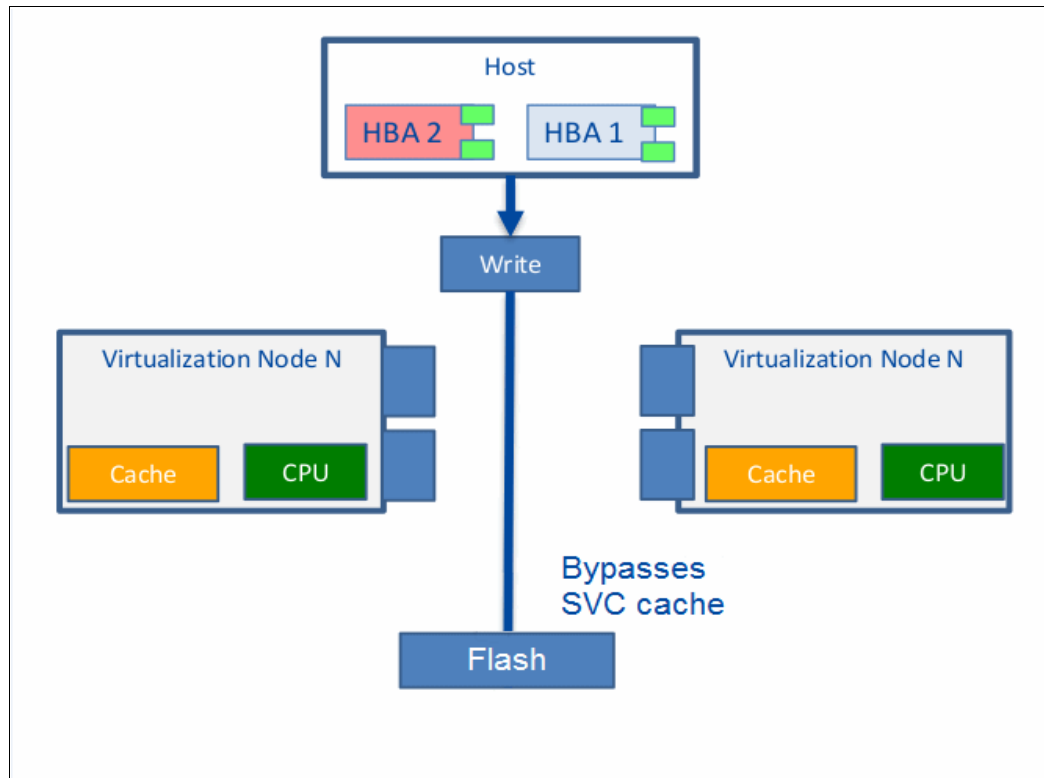 Host
HBA 2
HBA 1
Write
Virtualization Node N
Virtualization Node N
Cache
CPU
Cache
CPU
Bypasses
SVC cache
Flash